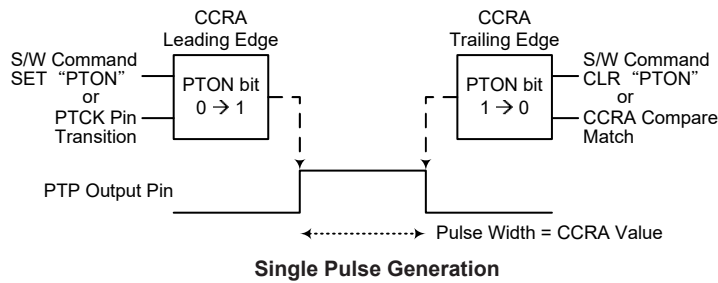 CCRA
Leading Edge
S/W Command
SET “PTON”
or
PTCK Pin
Transition
PTON bit
0 → 1
CCRA
Trailing Edge
PTON bit
1 → 0
S/W Command
CLR “PTON”
or
CCRA Compare
Match
PTP Output Pin
Pulse Width = CCRA Value
Single Pulse Generation